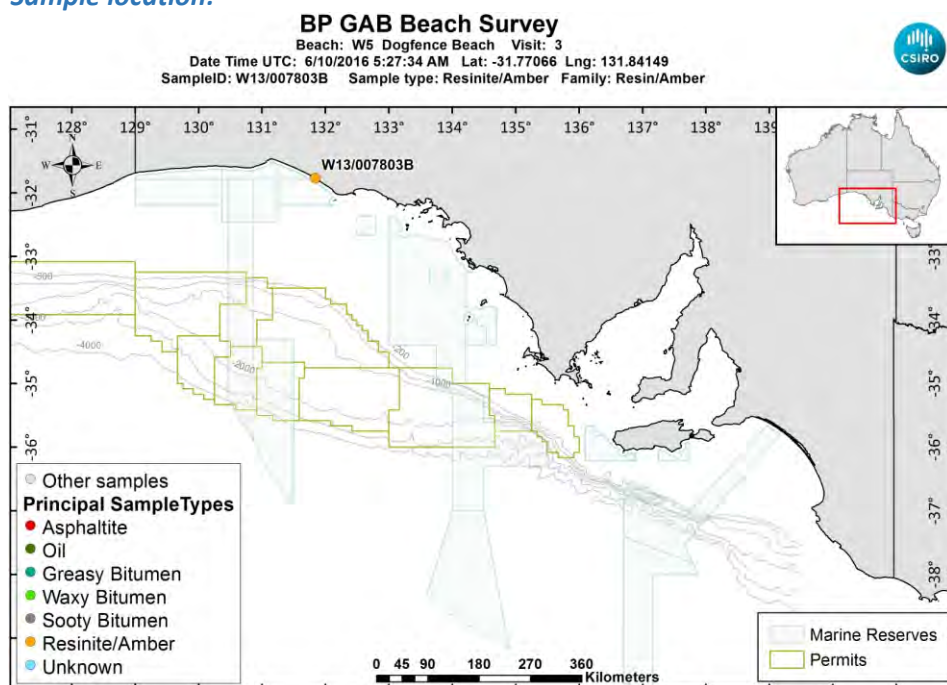 Sample location:
BP GAB Beach Survey
Beach: W5 Dogfence Beach Visit: 3
Date Time UTC: 6/10/2016 5:27:34 AM Lat: -31.77066 Lng: 131.84149
SampleID: W13/007803B Sample type: Resinite/Amber Family: Resin/Amber
CSIRO
128° 129° 130° 131° 132° 133° 134° 135° 136° 137° 138° 139
-31°
-32°
-33°
-34°
-35°
-36°
-37°
-38°
N
W E
S
W13/007803B
-4000
-2000
-200
-1000
-34°
-35°
-36°
-37°
-38°
Other samples
Principal SampleTypes
Asphaltite
Oil
Greasy Bitumen
Waxy Bitumen
Sooty Bitumen
Resinite/Amber
Unknown
0 45 90 180 270 360
Kilometers
Marine Reserves
Permits